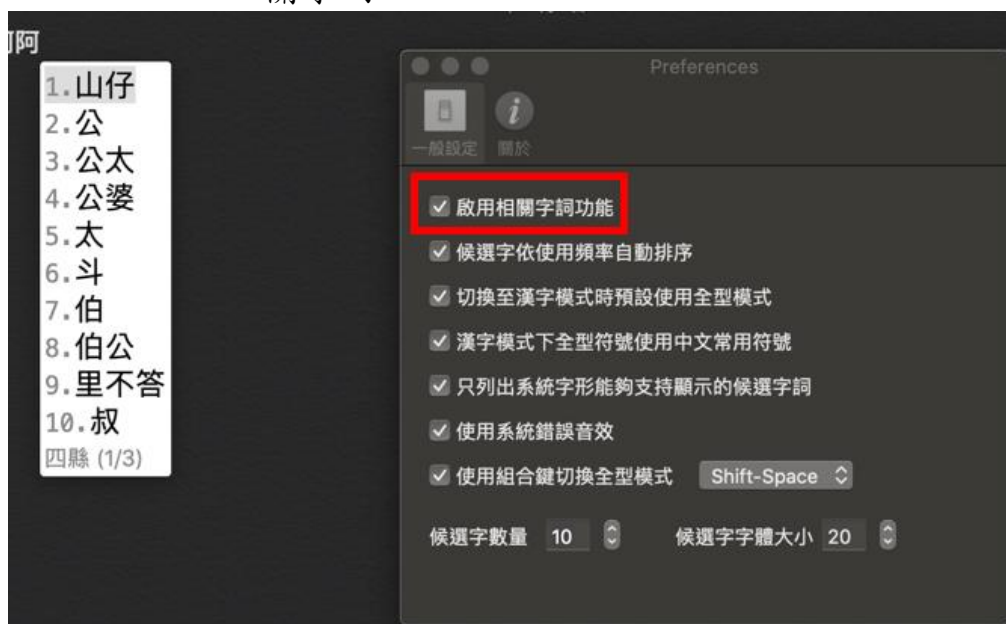 阿
1.山仔
2.公
3.公太
4.公婆
5.太
6.斗
7.伯
8.伯公
9.里不答
10.叔
四縣 (1/3)
Preferences
一般設定 關於
啟用相關字詞功能
候選字依使用頻率自動排序
切換至漢字模式時預設使用全型模式
漢字模式下全型符號使用中文常用符號
只列出系統字形能夠支持顯示的候選字詞
使用系統錯誤音效
使用組合鍵切換全型模式 Shift-Space
候選字數量 10 候選字字體大小 20